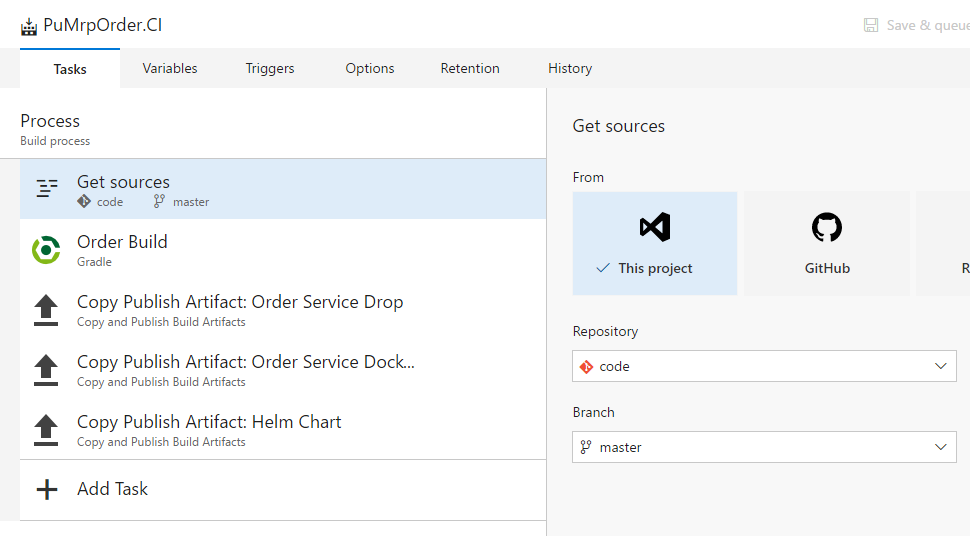 PuMrpOrder.CI
Save & queue
Tasks
Variables
Triggers
Options
Retention
History
Process
Build process
Get sources
code
master
Order Build
Gradle
Copy Publish Artifact: Order Service Drop
Copy and Publish Build Artifacts
Copy Publish Artifact: Order Service Dock...
Copy and Publish Build Artifacts
Copy Publish Artifact: Helm Chart
Copy and Publish Build Artifacts
Add Task
Get sources
From
This project
GitHub
R
Repository
code
Branch
master